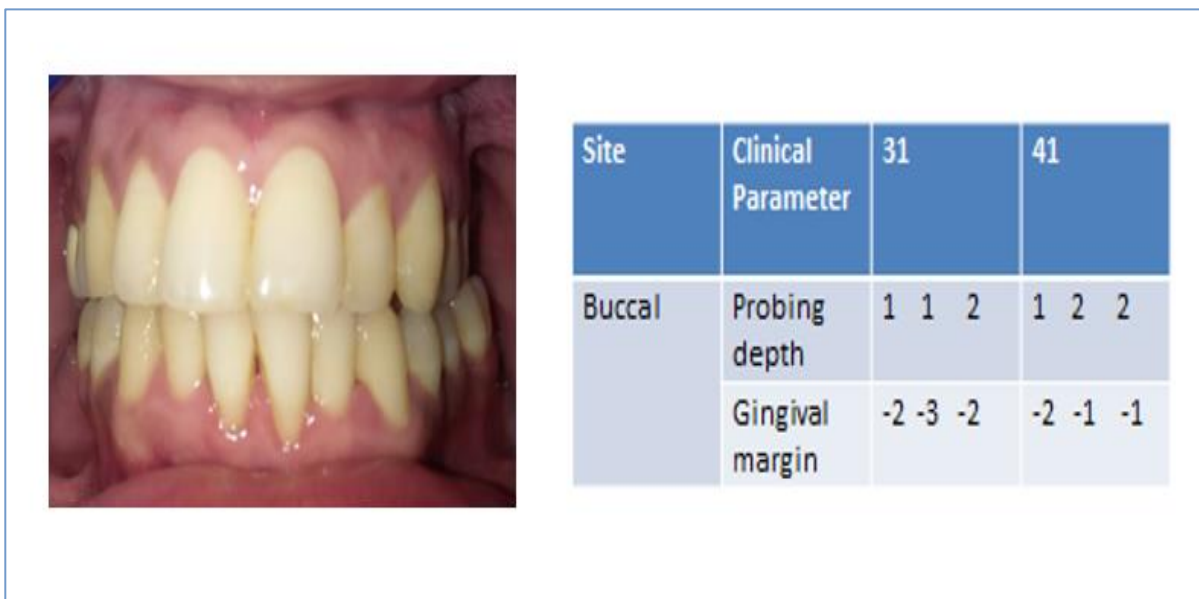 Site Clinical Parameter 31 41
Buccal Probing depth 1 1 2 1 2 2
Gingival margin -2 -3 -2 -2 -1 -1